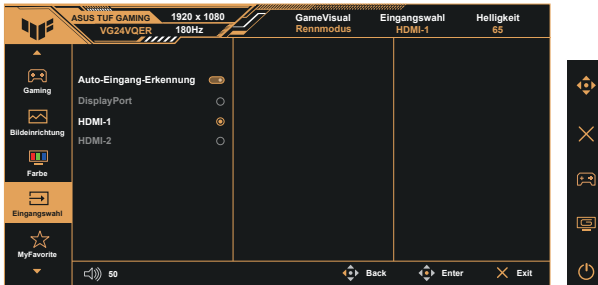 ASUS TUF GAMING 1920 x 1080
VG24VQER 180Hz
GameVisual
Rennmodus
Eingangswahl
HDMI-1
Helligkeit
65
Gaming
Bildeinrichtung
Farbe
Eingangswahl
MyFavorite
Auto-Eingang-Erkennung
DisplayPort
HDMI-1
HDMI-2
50
Back
Enter
Exit